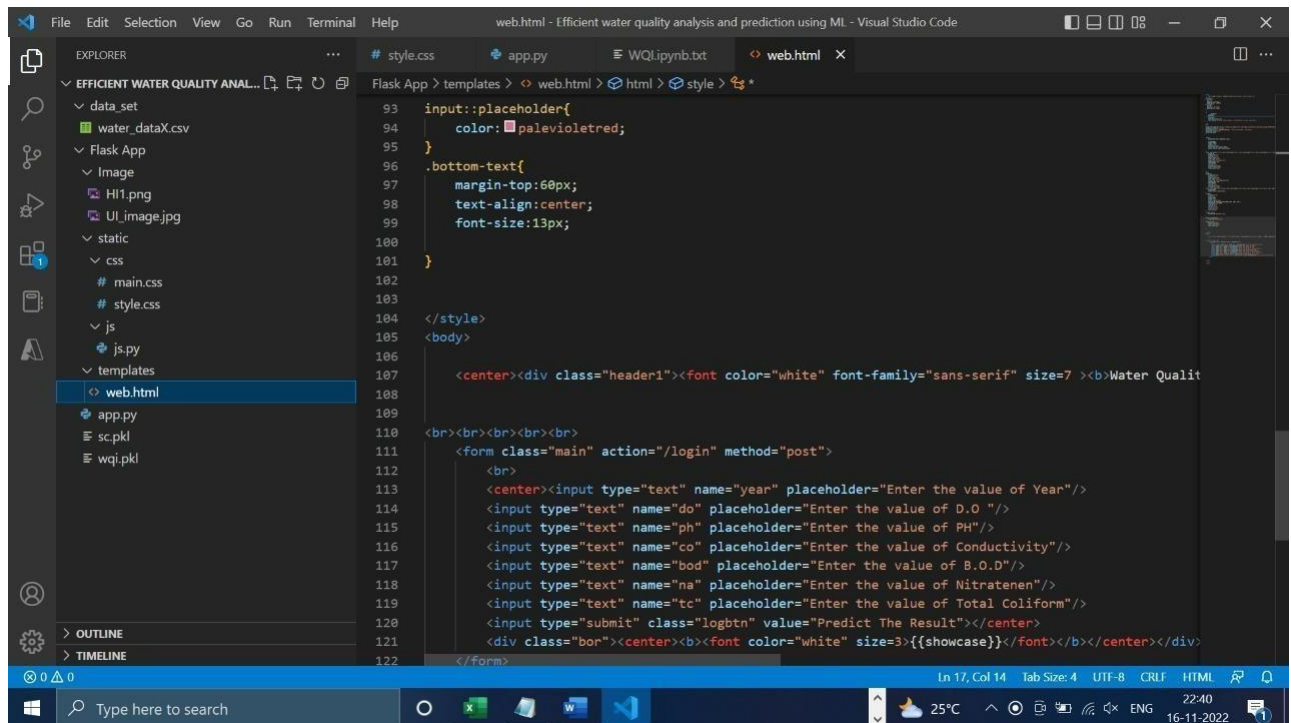 File Edit Selection View Go Run Terminal Help
web.html - Efficient water quality analysis and prediction using ML - Visual Studio Code
EXPLORER
EFFICIENT WATER QUALITY ANAL...
data_set
water_dataX.csv
Flask App
Image
HI1.png
UI_image.jpg
static
css
# main.css
# style.css
js
js.py
templates
<> web.html
app.py
sc.pkl
wqi.pkl
> OUTLINE
> TIMELINE
# style.css app.py WQI.ipynb.txt <> web.html
Flask App > templates > <> web.html > html > style > *
93 input::placeholder{
94 color: palevioletred;
95 }
96 .bottom-text{
97 margin-top:60px;
98 text-align:center;
99 font-size:13px;
100
101 }
102
103
104 </style>
105 <body>
106
107 <center><div class="header1"><font color="white" font-family="sans-serif" size=7 ><b>Water Qualit
108
109
110 <br><br><br><br><br>
111 <form class="main" action="/login" method="post">
112 <br>
113 <center><input type="text" name="year" placeholder="Enter the value of Year"/>
114 <input type="text" name="do" placeholder="Enter the value of D.O "/>
115 <input type="text" name="ph" placeholder="Enter the value of PH"/>
116 <input type="text" name="co" placeholder="Enter the value of Conductivity"/>
117 <input type="text" name="bod" placeholder="Enter the value of B.O.D"/>
118 <input type="text" name="na" placeholder="Enter the value of Nitratenen"/>
119 <input type="text" name="tc" placeholder="Enter the value of Total Coliform"/>
120 <input type="submit" class="logbtn" value="Predict The Result"></center>
121 <div class="bor"><center><b><font color="white" size=3>{{showcase}}</font></b></center></div>
122 </form>
1
0 0
Ln 17, Col 14 Tab Size: 4 UTF-8 CRLF HTML
Type here to search
25°C ENG
22:40
16-11-2022
1